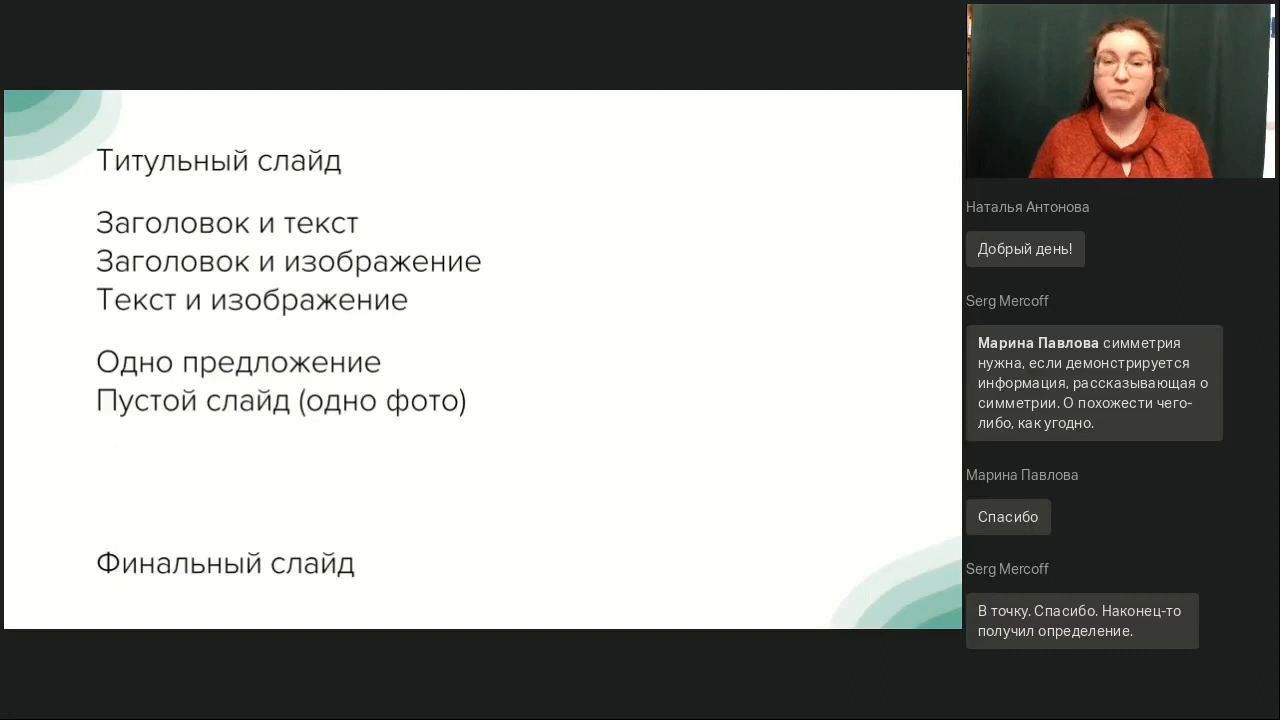 Титульный слайд
Заголовок и текст
Заголовок и изображение
Текст и изображение
Одно предложение
Пустой слайд (одно фото)
Финальный слайд
Наталья Антонова
Добрый день!
Serg Mercoff
Марина Павлова симметрия
нужна, если демонстрируется
информация, рассказывающая о
симметрии. О похожести чего-
либо, как угодно.
Марина Павлова
Спасибо
Serg Mercoff
В точку. Спасибо. Наконец-то
получил определение.